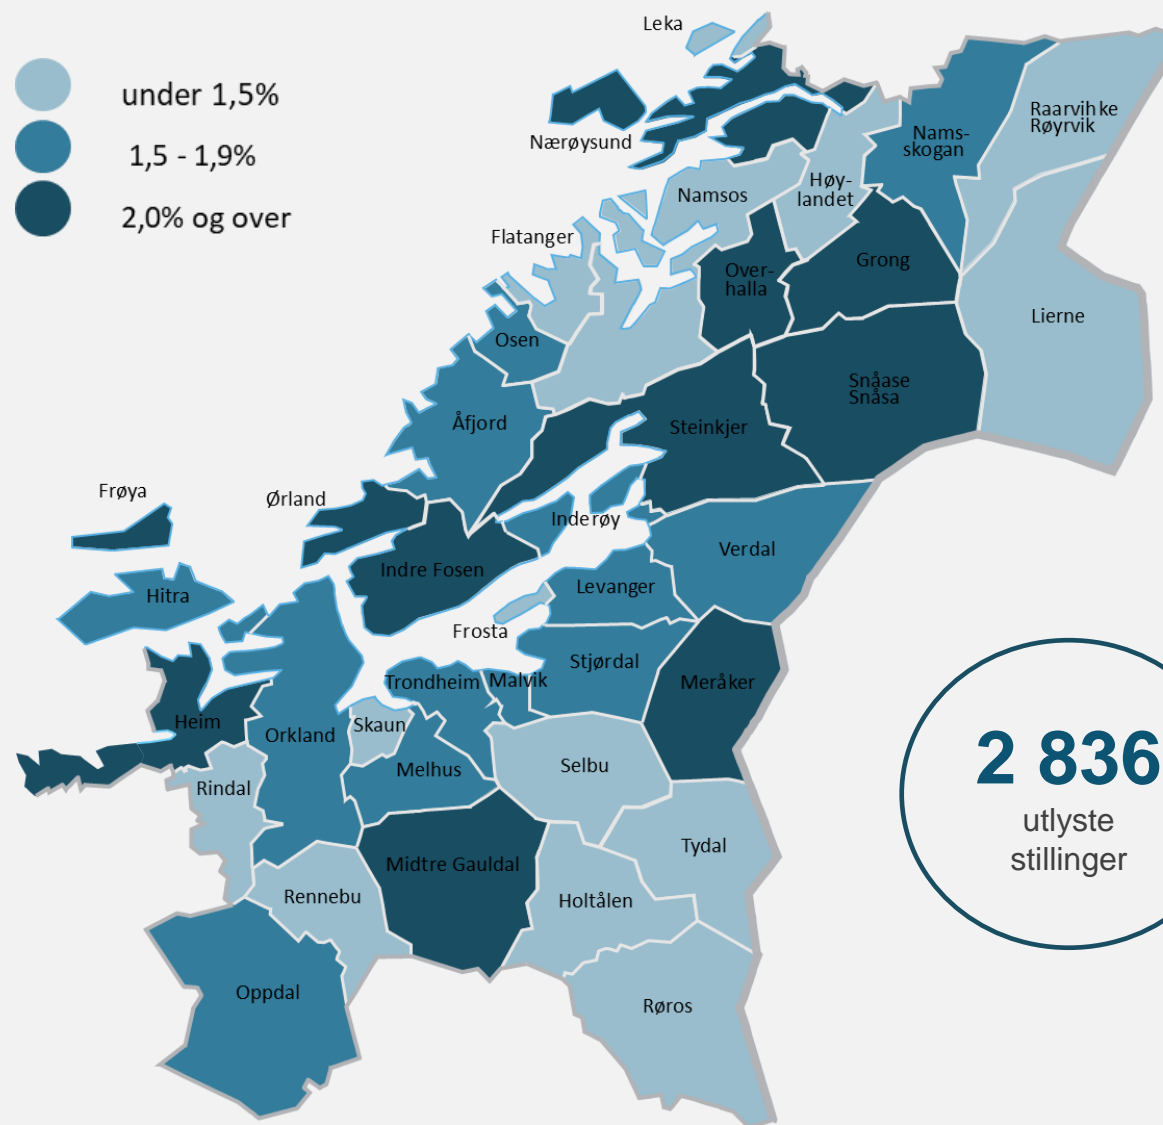 under 1,5%
1,5 - 1,9%
2,0% og over
Leka
Nærøysund
Raarvihke
Røyrvik
Nams-
skogan
Høy-
landet
Namsos
Flatanger
Grong
Over-
halla
Lierne
Osen
Snåase
Snåsa
Åfjord
Steinkjer
Frøya
Ørland
Inderøy
Verdal
Indre Fosen
Levanger
Hitra
Frosta
Stjørdal
Trondheim
Malvik
Meråker
Heim
Skaun
Orkland
Melhus
Selbu
Rindal
Tydal
Midtre Gauldal
Rennebu
Holtålen
Oppdal
Røros
2 836
utlyste
stillinger